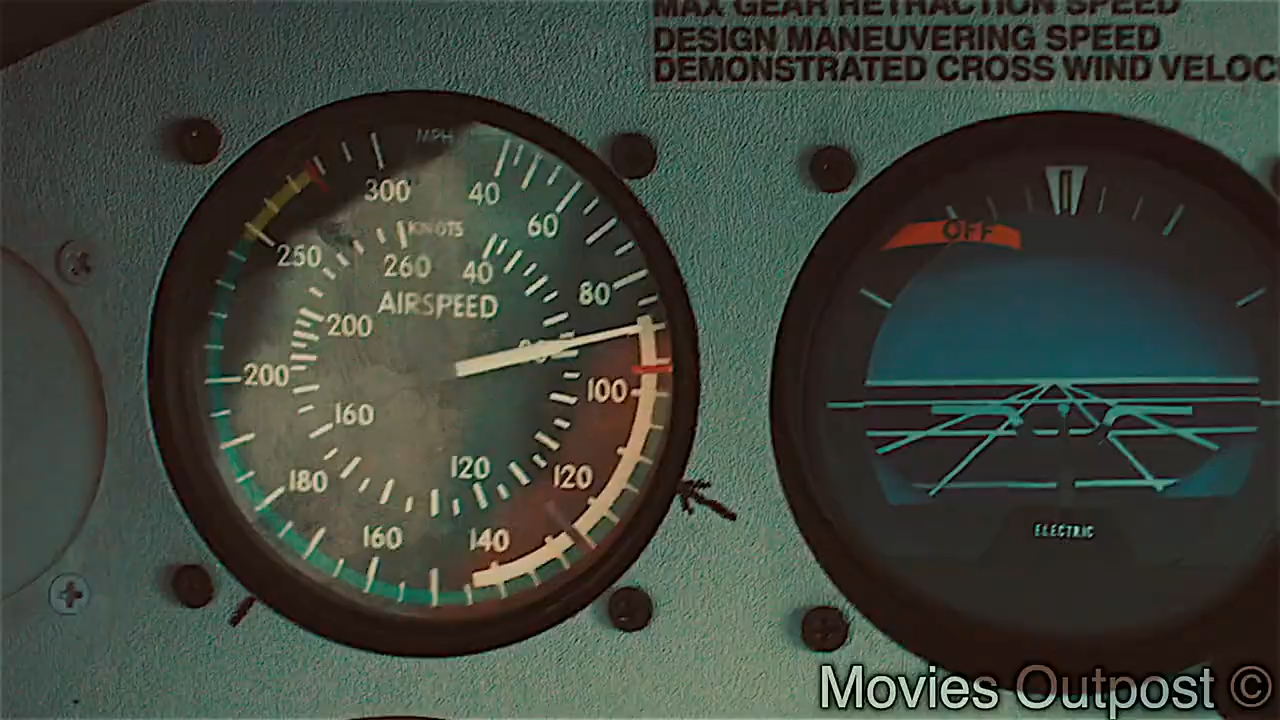 MAX GEAR RETRACTION SPEED
DESIGN MANEUVERING SPEED
DEMONSTRATED CROSS WIND VELOC
MPH
300
40
60
80
100
120
140
160
180
200
250
KNOTS
260
40
120
160
200
AIRSPEED
OFF
ELECTRIC
Movies Outpost ©